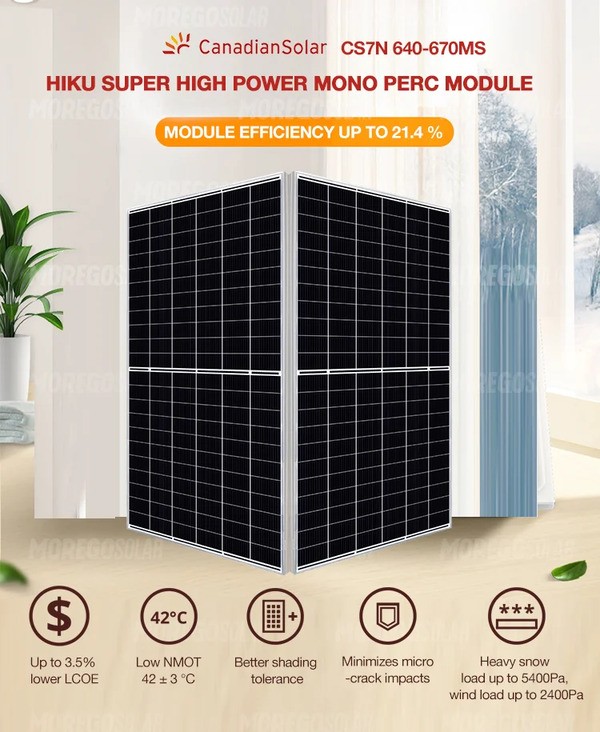 CanadianSolar CS7N 640-670MS
HIKU SUPER HIGH POWER MONO PERC MODULE
MODULE EFFICIENCY UP TO 21.4 %
MOREGOSOLAR
$
42°C
+
***
Up to 3.5%
lower LCOE
Low NMOT
42 ± 3 °C
Better shading
tolerance
Minimizes micro
-crack impacts
Heavy snow
load up to 5400Pa,
wind load up to 2400Pa